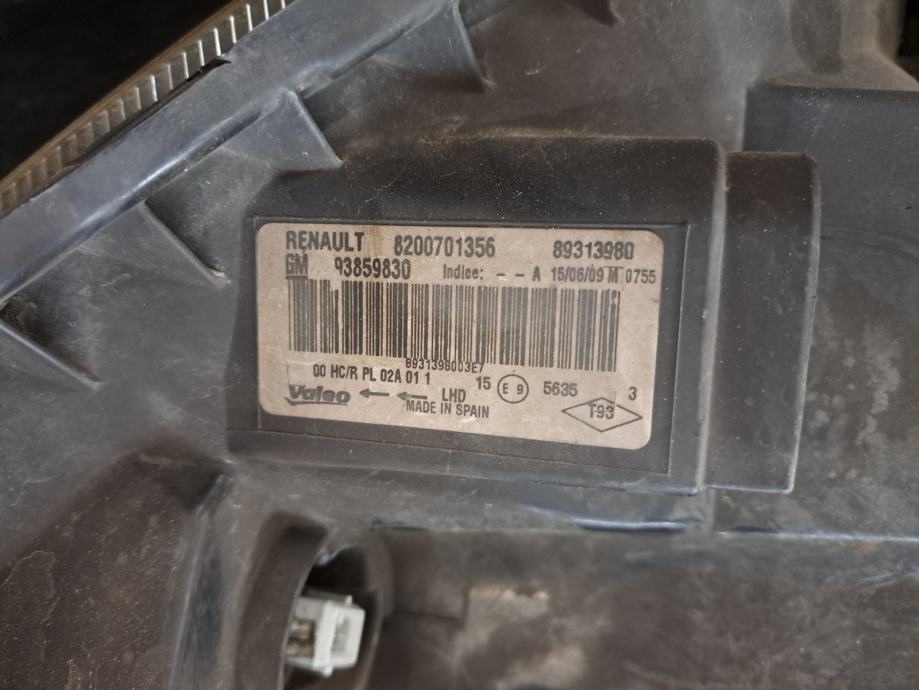 RENAULT 8200701356 89313980
GM 93859830 Indice: - - A 15/06/09 M 0755
8931398003E7
00 HC/R PL 02A 01 1 15 E 9 5635 3
Valeo ← ← LHD T93
MADE IN SPAIN